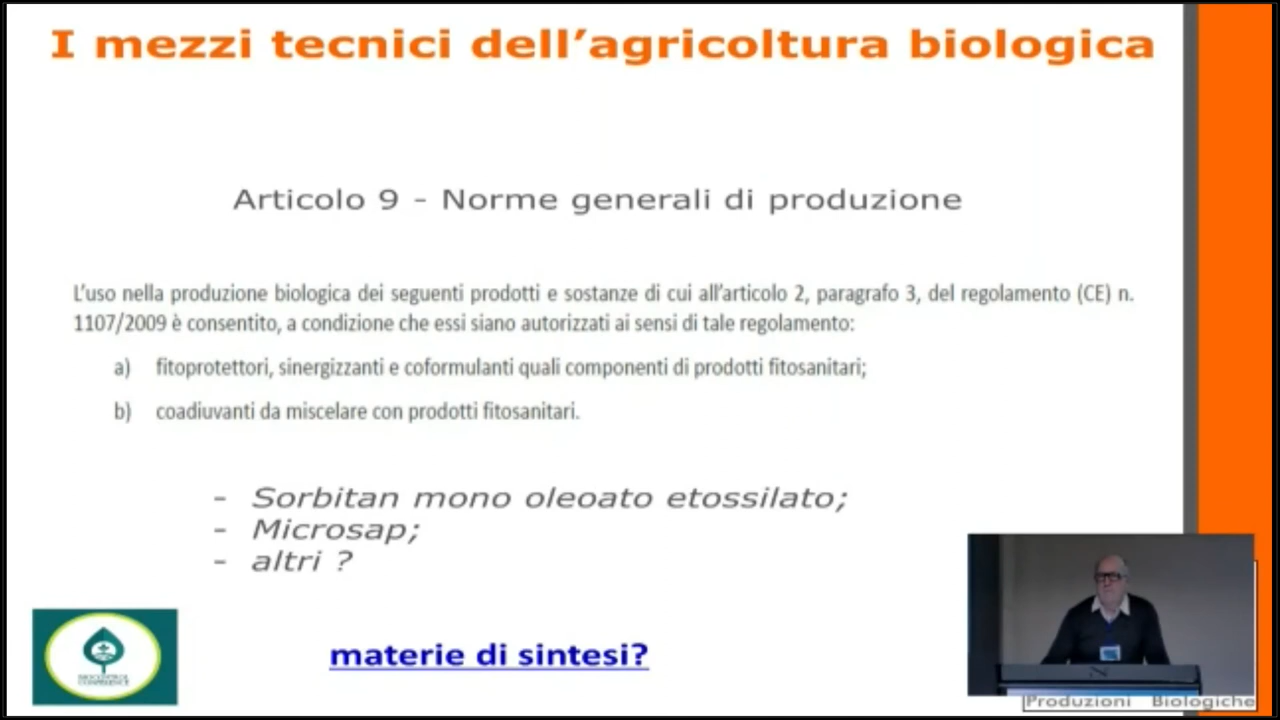 I mezzi tecnici dell'agricoltura biologica
Articolo 9 - Norme generali di produzione
L'uso nella produzione biologica dei seguenti prodotti e sostanze di cui all'articolo 2, paragrafo 3, del regolamento (CE) n.
1107/2009 è consentito, a condizione che essi siano autorizzati ai sensi di tale regolamento:
a) fitoprotettori, sinergizzanti e coformulanti quali componenti di prodotti fitosanitari;
b) coadiuvanti da miscelare con prodotti fitosanitari.
- Sorbitan mono oleoato etossilato;
- Microsap;
- altri ?
BIOCONTROL
CONFERENCE
materie di sintesi?
Produzioni Biologiche